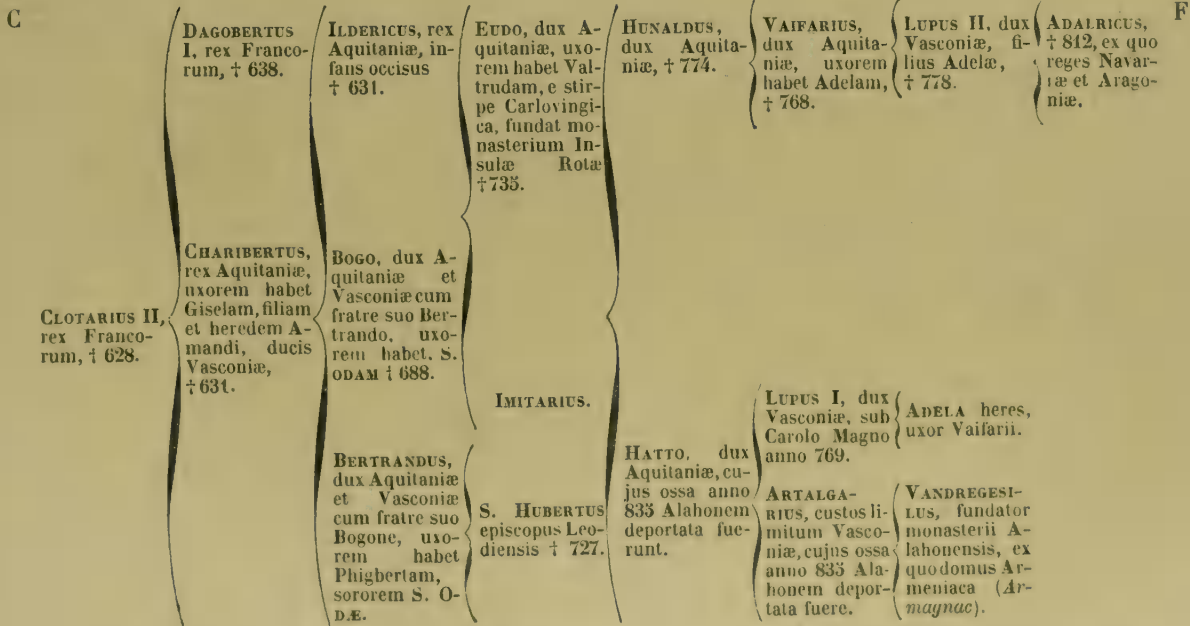 C
F
CLOTARIUS II,
rex Franco-
rum, † 628.
DAGOBERTUS
I, rex Franco-
rum, † 638.
CHARIBERTUS,
rex Aquitaniæ,
uxorem habet
Giselam, filiam
et heredem A-
mandi, ducis
Vasconiæ,
† 631.
ILDERICUS, rex
Aquitaniæ, in-
fans occisus
† 631.
BOGO, dux A-
quitaniæ et
Vasconiæ cum
fratre suo Ber-
trando, uxo-
rem habet. S.
ODAM † 688.
BERTRANDUS,
dux Aquitaniæ
et Vasconiæ
cum fratre suo
Bogone, uxo-
rem habet
Phigbertam,
sororem S. O-
DÆ.
EUDO, dux A-
quitaniæ, uxo-
rem habet Val-
trudam, e stir-
pe Carlovingi-
ca, fundat mo-
nasterium In-
sulæ Rotæ
† 735.
IMITARIUS.
S. HUBERTUS
episcopus Leo-
diensis † 727.
HUNALDUS,
dux Aquita-
niæ, † 774.
HATTO, dux
Aquitaniæ, cu-
jus ossa anno
835 Alahonem
deportata fue-
runt.
VAIFARIUS,
dux Aquita-
niæ, uxorem
habet Adelam,
† 768.
LUPUS I, dux
Vasconiæ, sub
Carolo Magno
anno 769.
ARTALGA-
RIUS, custos li-
mitum Vasco-
niæ, cujus ossa
anno 835 Ala-
honem depor-
tata fuere.
LUPUS II, dux
Vasconiæ, fi-
lius Adelæ,
† 778.
ADELA heres,
uxor Vaifarii.
VANDREGESI-
LUS, fundator
monasterii A-
lahonensis, ex
quo domus Ar-
meniaca (Ar-
maynac).
ADALRICUS,
† 812, ex quo
reges Navar-
ræ et Arago-
niæ.